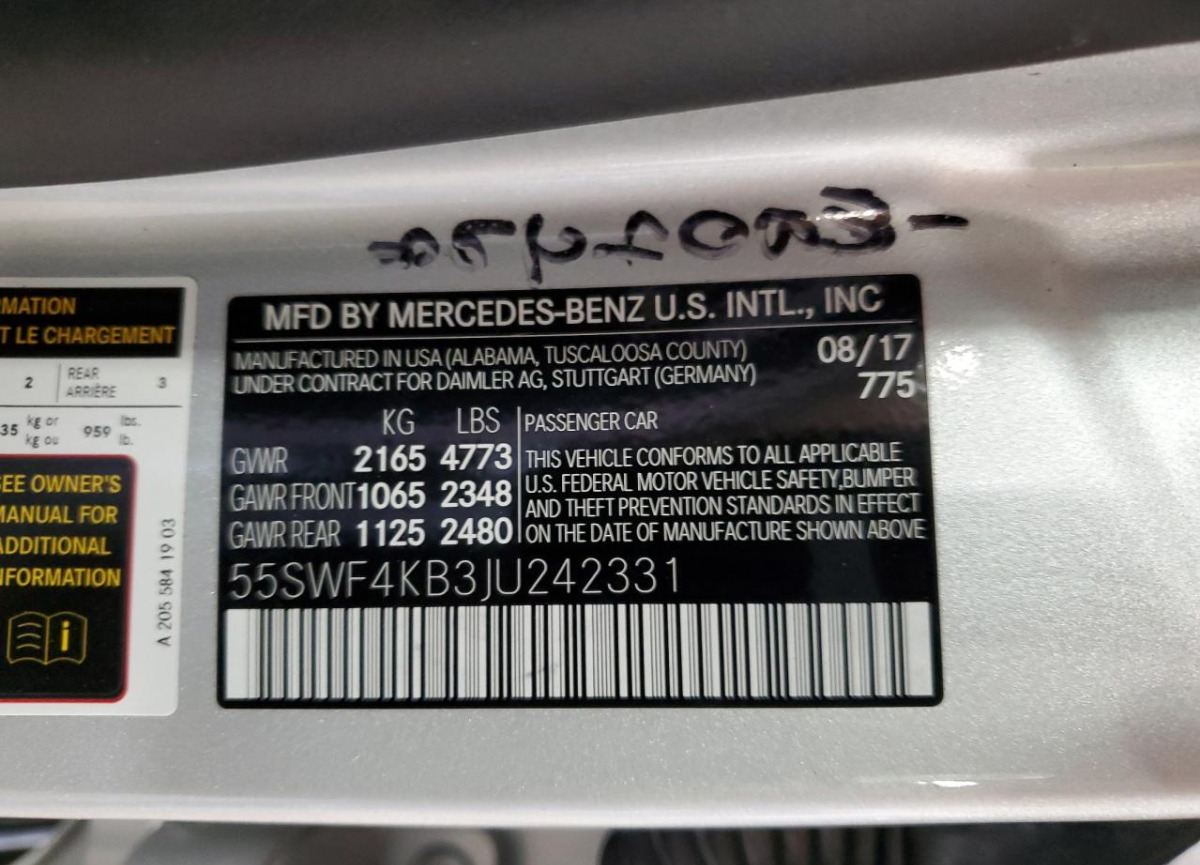 MFD BY MERCEDES-BENZ U.S. INTL., INC
MANUFACTURED IN USA (ALABAMA, TUSCALOOSA COUNTY)
UNDER CONTRACT FOR DAIMLER AG, STUTTGART (GERMANY)
08/17
775
KG LBS
GVWR 2165 4773
GAWR FRONT 1065 2348
GAWR REAR 1125 2480
PASSENGER CAR
THIS VEHICLE CONFORMS TO ALL APPLICABLE
U.S. FEDERAL MOTOR VEHICLE SAFETY,BUMPER
AND THEFT PREVENTION STANDARDS IN EFFECT
ON THE DATE OF MANUFACTURE SHOWN ABOVE
55SWF4KB3JU242331
RMATION
T LE CHARGEMENT
2 REAR 3
ARRIÈRE
35 kg or 959 lbs.
kg ou lb.
SEE OWNER'S
MANUAL FOR
ADDITIONAL
INFORMATION
i
A 205 584 19 03